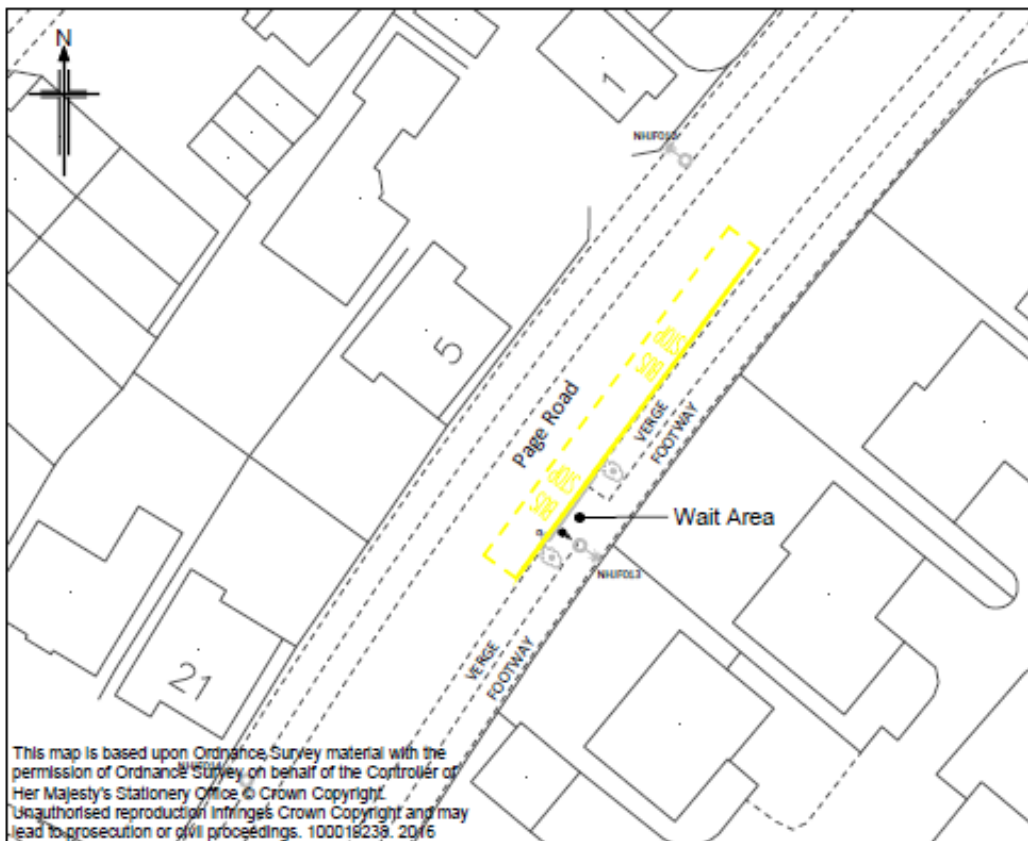 N
1
5
Page Road
BUS STOP
VERGE
FOOTWAY
BUS STOP
Wait Area
NHJF013
VERGE
FOOTWAY
21
This map is based upon Ordnance Survey material with the
permission of Ordnance Survey on behalf of the Controller of
Her Majesty's Stationery Office © Crown Copyright.
Unauthorised reproduction infringes Crown Copyright and may
lead to prosecution or civil proceedings. 100019238. 2016